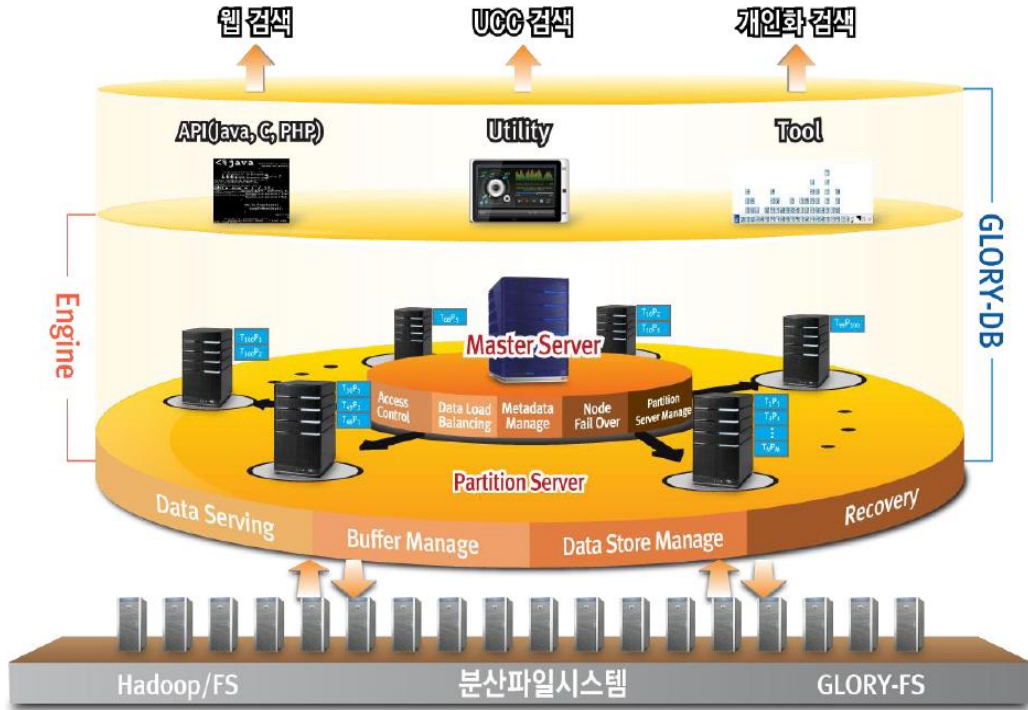 웹 검색
UCC 검색
개인화 검색
API(Java, C, PHP)
Utility
Tool
Engine
GLORY-DB
Master Server
Access Control
Data Load Balancing
Metadata Manage
Node Fail Over
Partition Server Manage
Partition Server
Data Serving
Buffer Manage
Data Store Manage
Recovery
Hadoop/FS
분산파일시스템
GLORY-FS